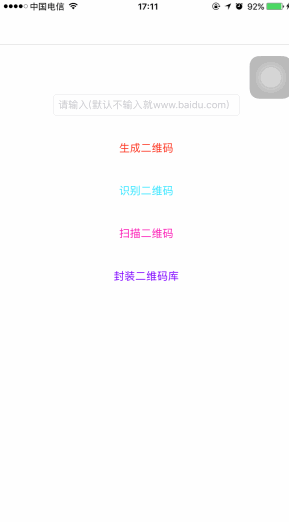 中国电信 17:11 92%
请输入(默认不输入就www.baidu.com)
生成二维码
识别二维码
扫描二维码
封装二维码库